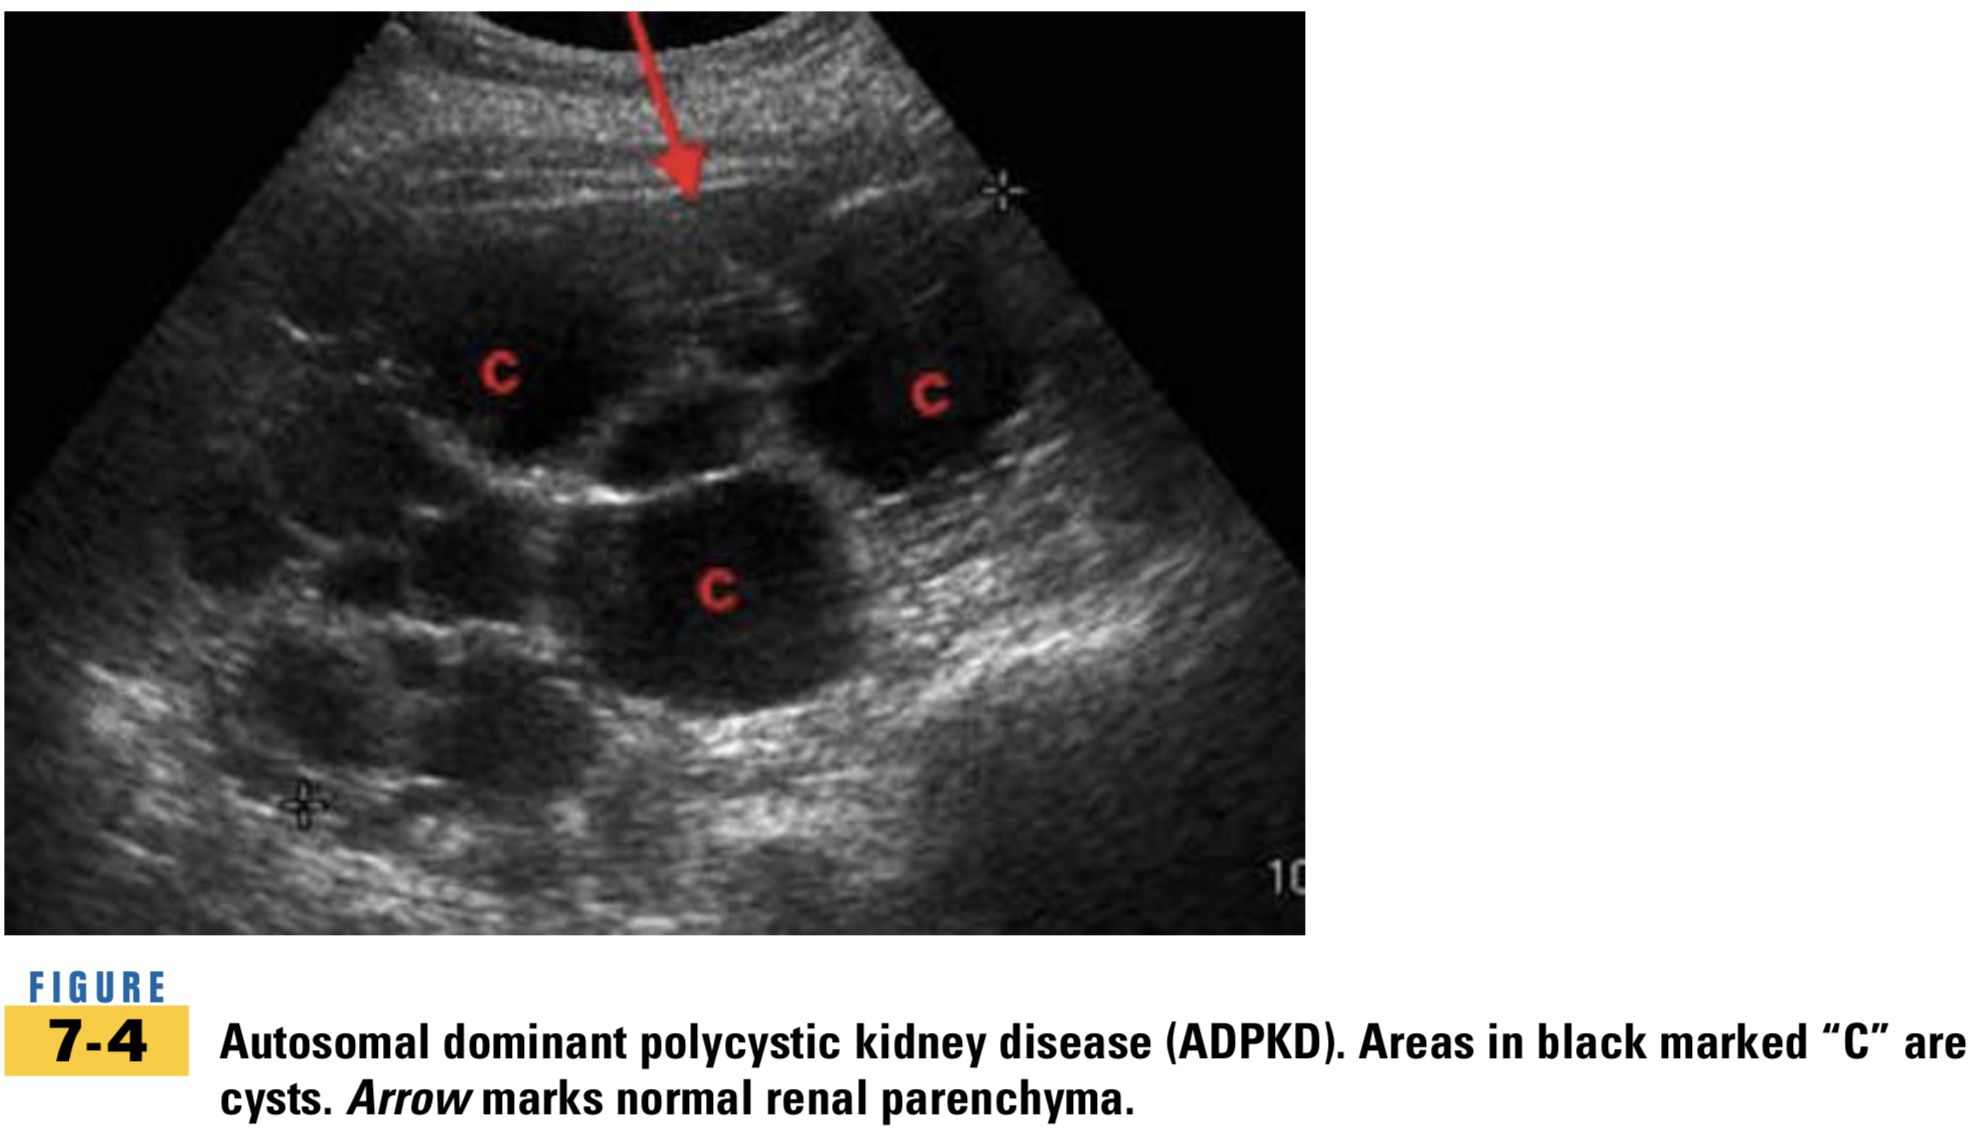 C
C
C
10
FIGURE
7-4
Autosomal dominant polycystic kidney disease (ADPKD). Areas in black marked “C” are
cysts. Arrow marks normal renal parenchyma.